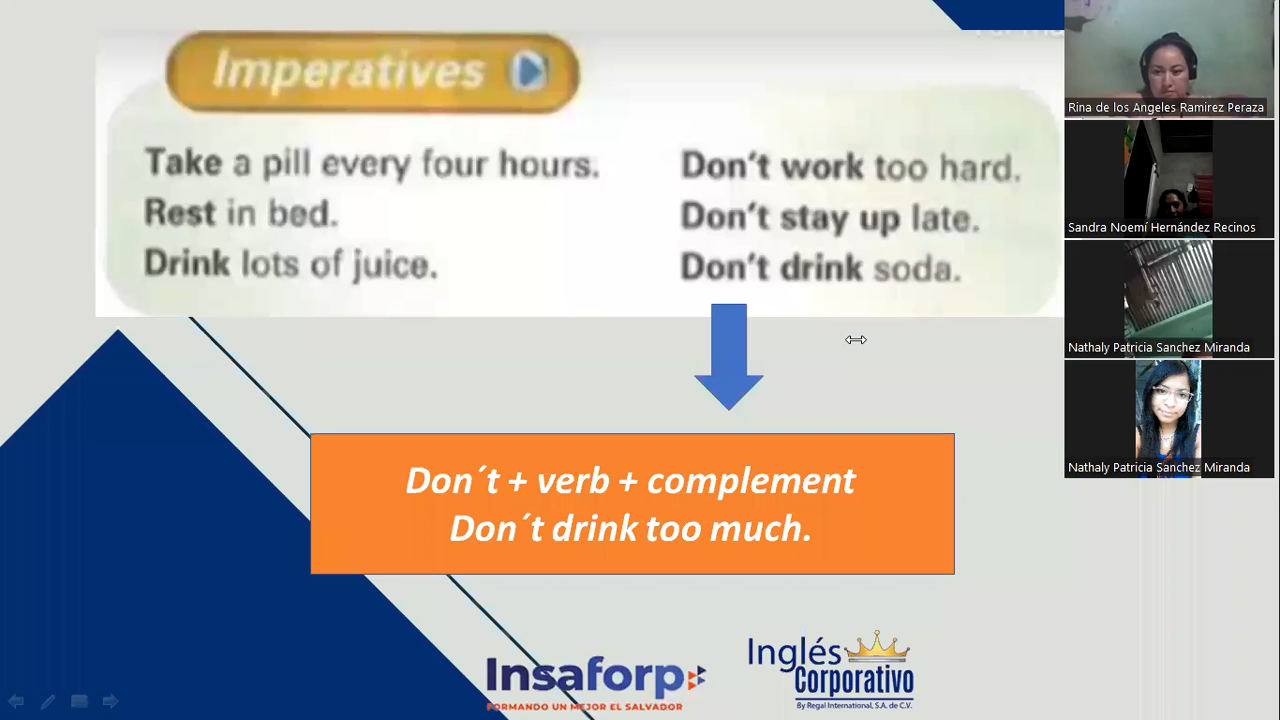 Imperatives
Take a pill every four hours.
Rest in bed.
Drink lots of juice.
Don't work too hard.
Don't stay up late.
Don't drink soda.
Don´t + verb + complement
Don´t drink too much.
Insaforp
FORMANDO UN MEJOR EL SALVADOR
Inglés
Corporativo
By Regal International, S.A. de C.V.
Rina de los Angeles Ramirez Peraza
Sandra Noemí Hernández Recinos
Nathaly Patricia Sanchez Miranda
Nathaly Patricia Sanchez Miranda